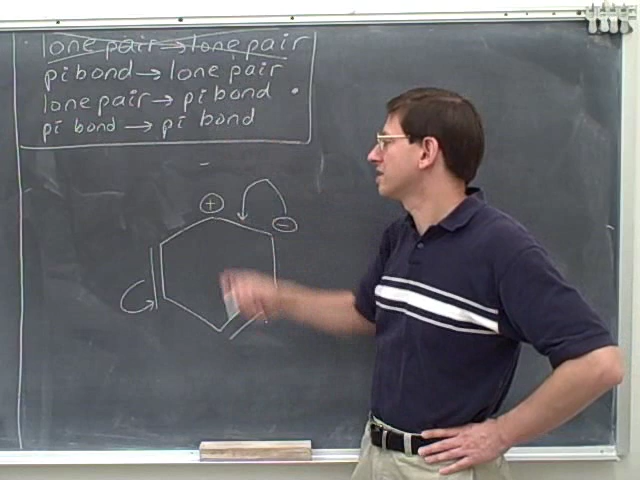 lone pair → lone pair
pi bond → lone pair
lone pair → pi bond •
pi bond → pi bond
+
-